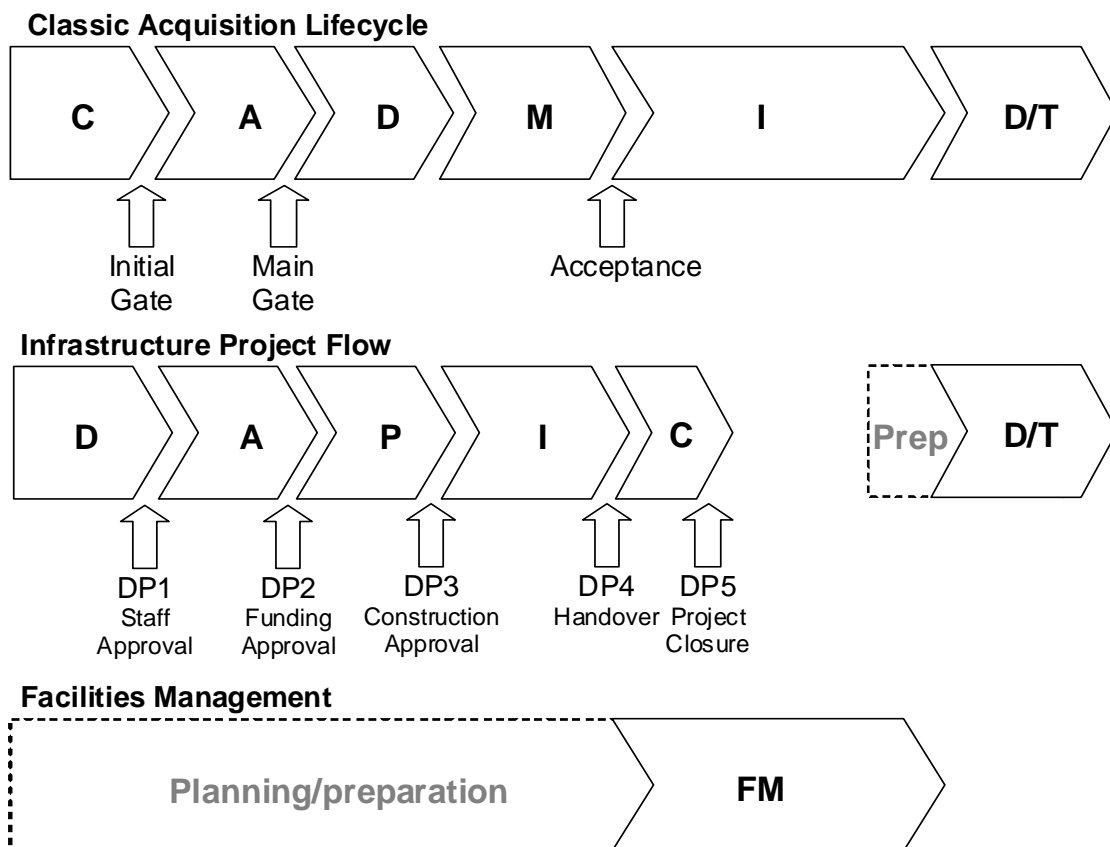 Classic Acquisition Lifecycle
C A D M I D/T
Initial Gate
Main Gate
Acceptance
Infrastructure Project Flow
D A P I C Prep D/T
DP1
Staff
Approval
DP2
Funding
Approval
DP3
Construction
Approval
DP4
Handover
DP5
Project
Closure
Facilities Management
Planning/preparation FM